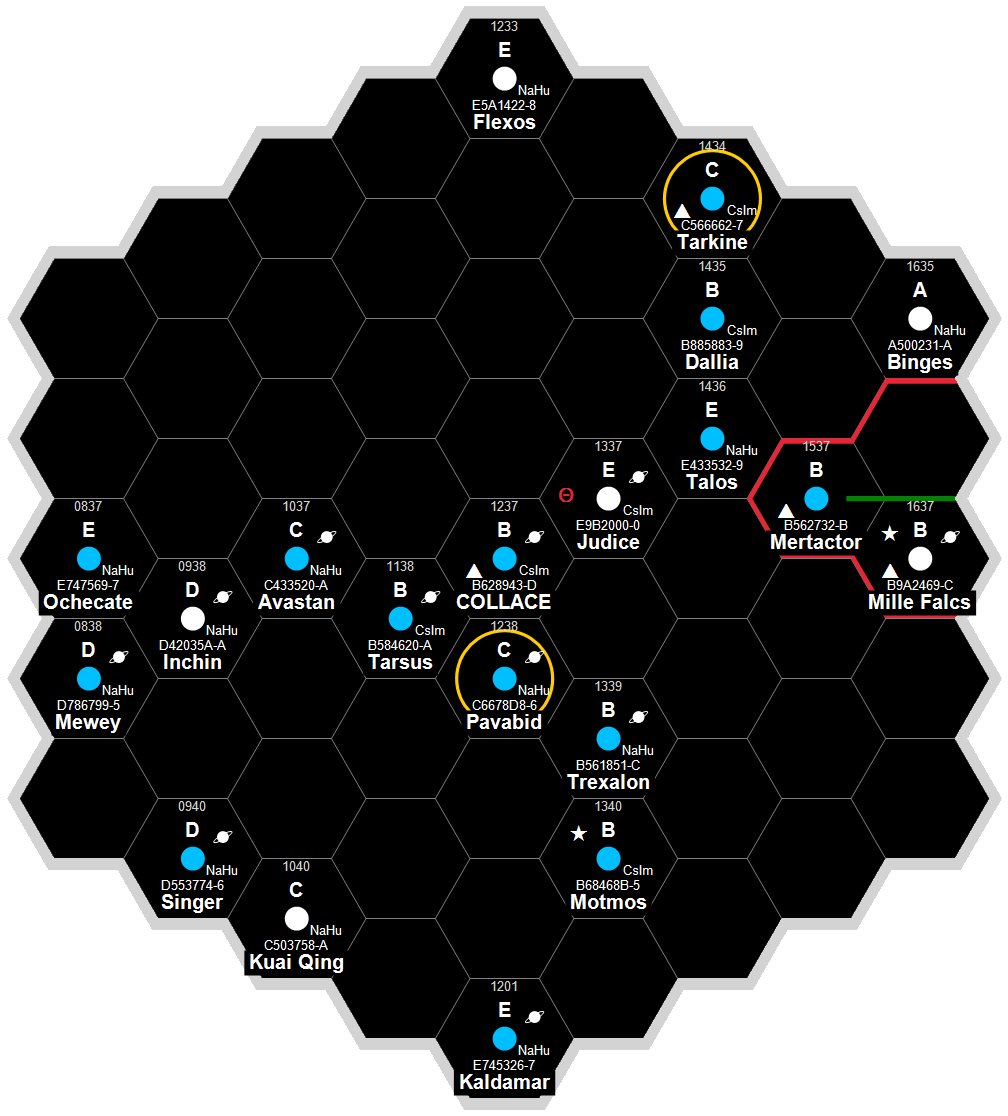 1233
E
NaHu
E5A1422-8
Flexos
1434
C
CsIm
C566662-7
Tarkine
1435
B
CsIm
B885883-9
Dallia
1635
A
NaHu
A500231-A
Binges
1436
E
NaHu
E433532-9
Talos
1337
E
Θ
CsIm
E9B2000-0
Judice
1537
B
B562732-B
Mertactor
0837
E
NaHu
E747569-7
Ochecate
1037
C
NaHu
C433520-A
Avastan
1237
B
CsIm
B628943-D
COLLACE
1637
B
B9A2469-C
Mille Falcs
0938
D
NaHu
D42035A-A
Inchin
1138
B
CsIm
B584620-A
Tarsus
0838
D
NaHu
D786799-5
Mewey
1238
C
NaHu
C6678D8-6
Pavabid
1339
B
NaHu
B561851-C
Trexalon
0940
D
NaHu
D553774-6
Singer
1340
B
CsIm
B68468B-5
Motmos
1040
C
NaHu
C503758-A
Kuai Qing
1201
E
NaHu
E745326-7
Kaldamar